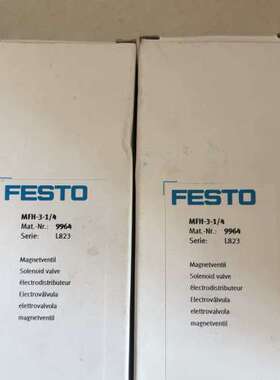 FESTO
MFH-3-1/4
Mat.-Nr.: 9964
Serie: L823
Magnetventil
Solenoid valve
électrodistributeur
Electroválvula
elettrovalvola
magnetventil
FESTO
MFH-3-1/4
Mat.-Nr.: 9964
Serie: L823
Magnetventil
Solenoid valve
électrodistributeur
Electroválvula
elettrovalvola
magnetventil